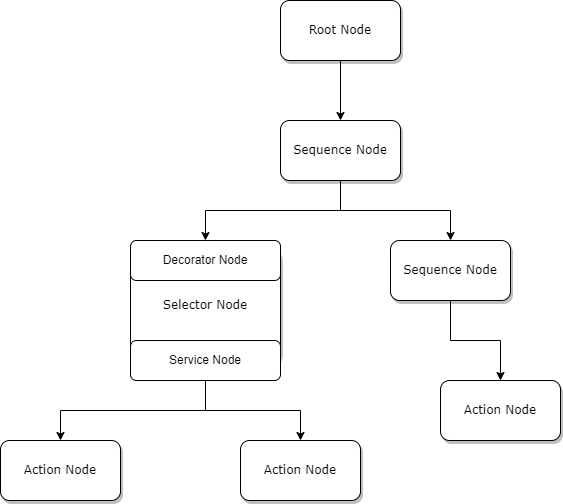 Root Node
Sequence Node
Decorator Node
Selector Node
Service Node
Sequence Node
Action Node
Action Node
Action Node